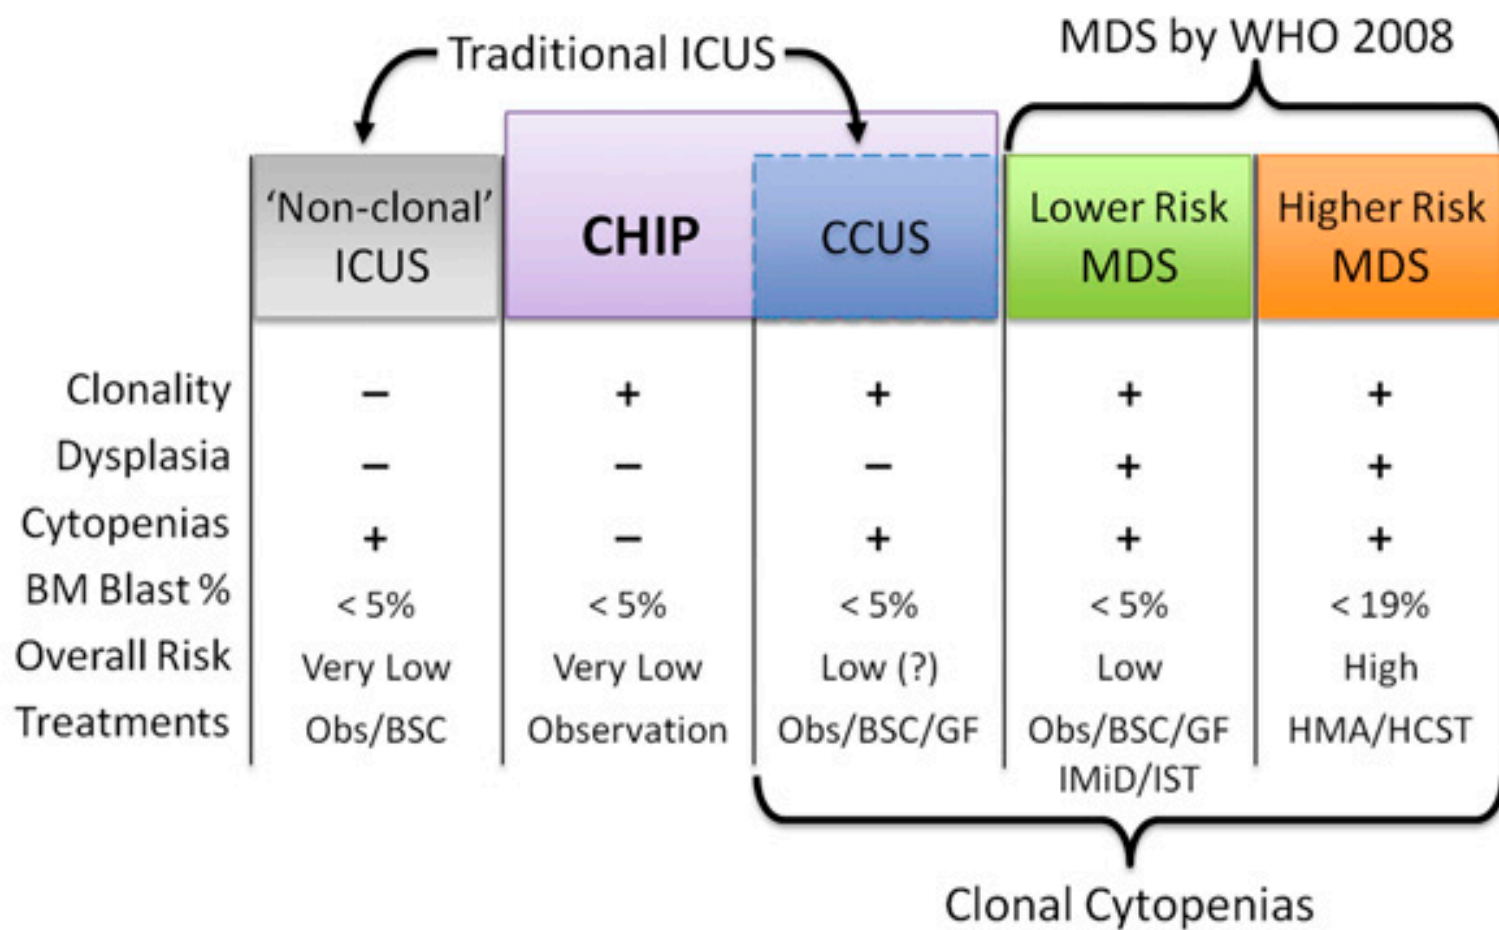 Traditional ICUS
MDS by WHO 2008
‘Non-clonal’
ICUS
CHIP
CCUS
Lower Risk
MDS
Higher Risk
MDS
Clonality – + + + +
Dysplasia – – – + +
Cytopenias + – + + +
BM Blast % < 5% < 5% < 5% < 5% < 19%
Overall Risk Very Low Very Low Low (?) Low High
Treatments Obs/BSC Observation Obs/BSC/GF Obs/BSC/GF HMA/HCST
IMiD/IST
Clonal Cytopenias